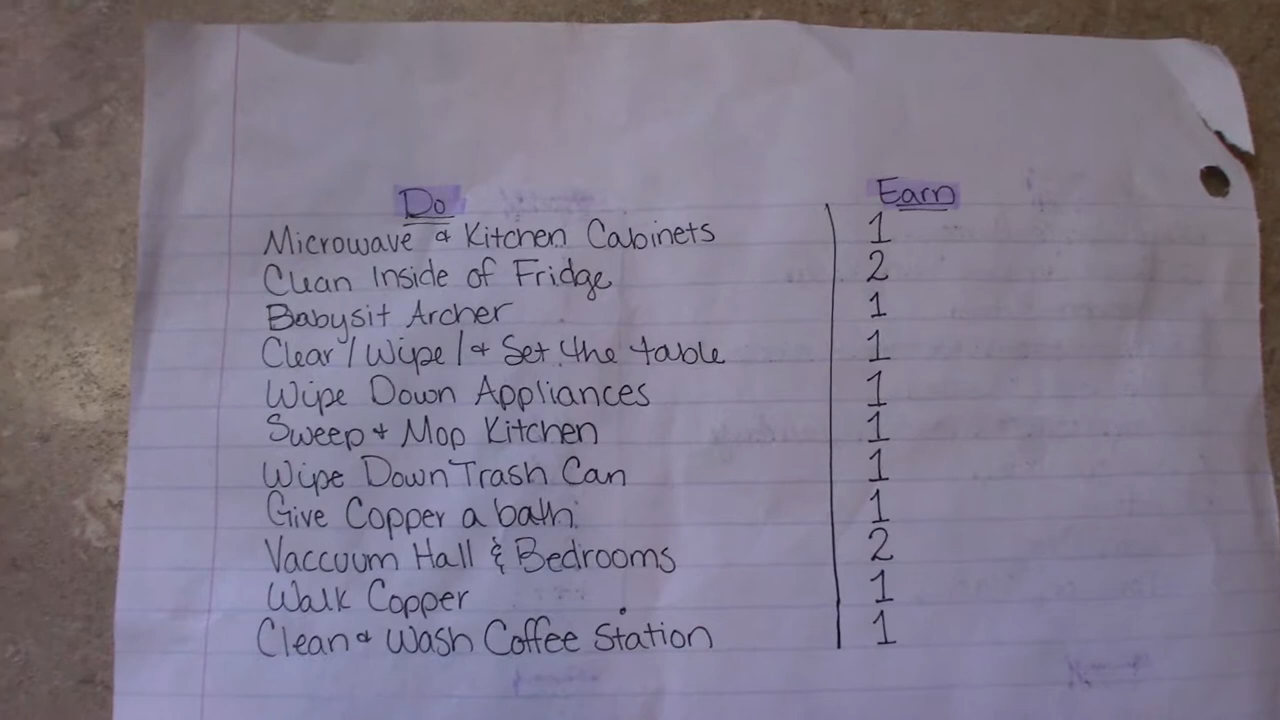 Do Earn
Microwave & Kitchen Cabinets 1
Clean Inside of Fridge 2
Babysit Archer 1
Clear/Wipe/& Set the table 1
Wipe Down Appliances 1
Sweep & Mop Kitchen 1
Wipe Down Trash Can 1
Give Copper a bath. 1
Vaccuum Hall & Bedrooms 2
Walk Copper 1
Clean & Wash Coffee Station 1